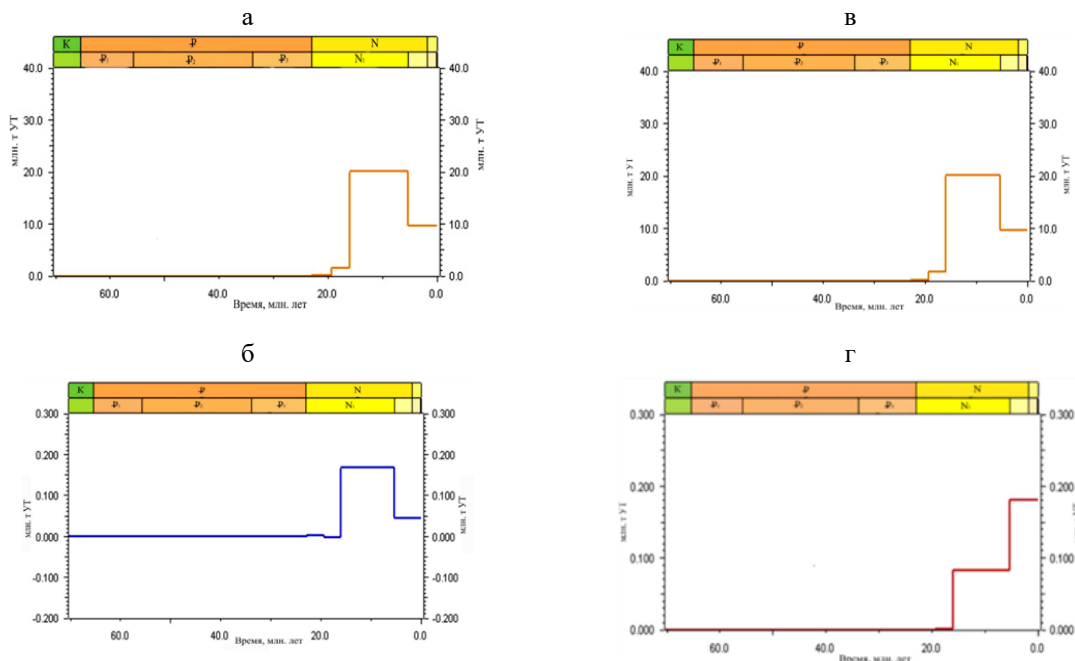 а
K ₽ N
₽₁ ₽₂ ₽₃ N₁
40.0 40.0
30.0 30.0
20.0 20.0
10.0 10.0
0.0 0.0
млн. т УТ млн. т УТ
60.0 40.0 20.0 0.0
Время, млн. лет
в
K ₽ N
₽₁ ₽₂ ₽₃ N₁
40.0 40.0
30.0 30.0
20.0 20.0
10.0 10.0
0.0 0.0
млн. т УТ млн. т УТ
60.0 40.0 20.0 0.0
Время, млн. лет
б
K ₽ N
₽₁ ₽₂ ₽₃ N₁
0.300 0.300
0.200 0.200
0.100 0.100
0.000 0.000
-0.100 -0.100
-0.200 -0.200
млн. т УТ млн. т УТ
60.0 40.0 20.0 0.0
Время, млн. лет
г
K ₽ N
₽₁ ₽₂ ₽₃ N₁
0.300 0.300
0.200 0.200
0.100 0.100
0.000 0.000
млн. т УТ
60.0 40.0 20.0 0.0
Время, млн. лет